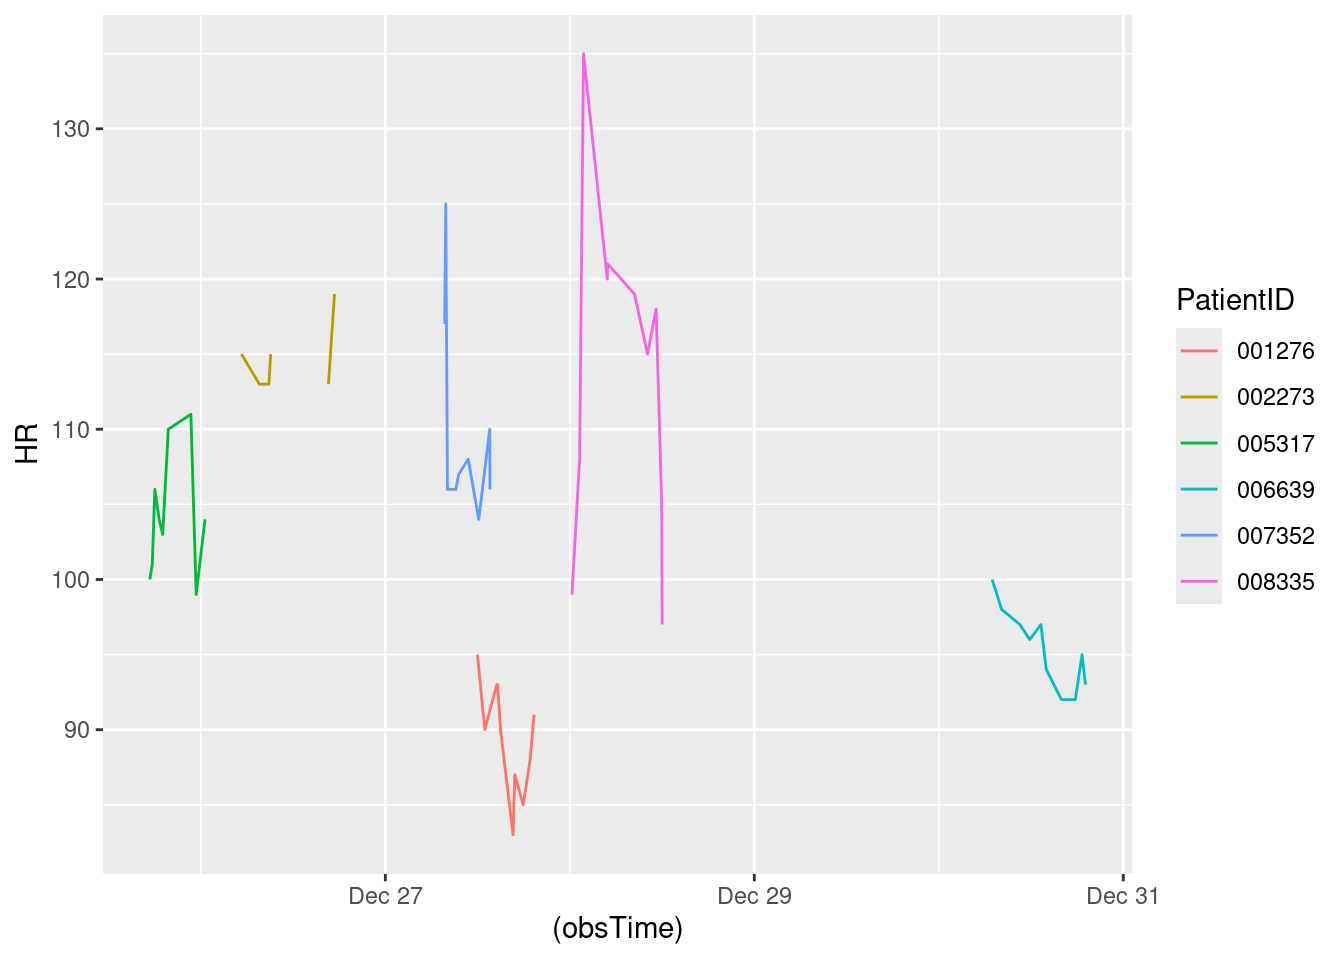 130
120
110
100
90
HR
Dec 27
Dec 29
Dec 31
(obsTime)
PatientID
001276
002273
005317
006639
007352
008335